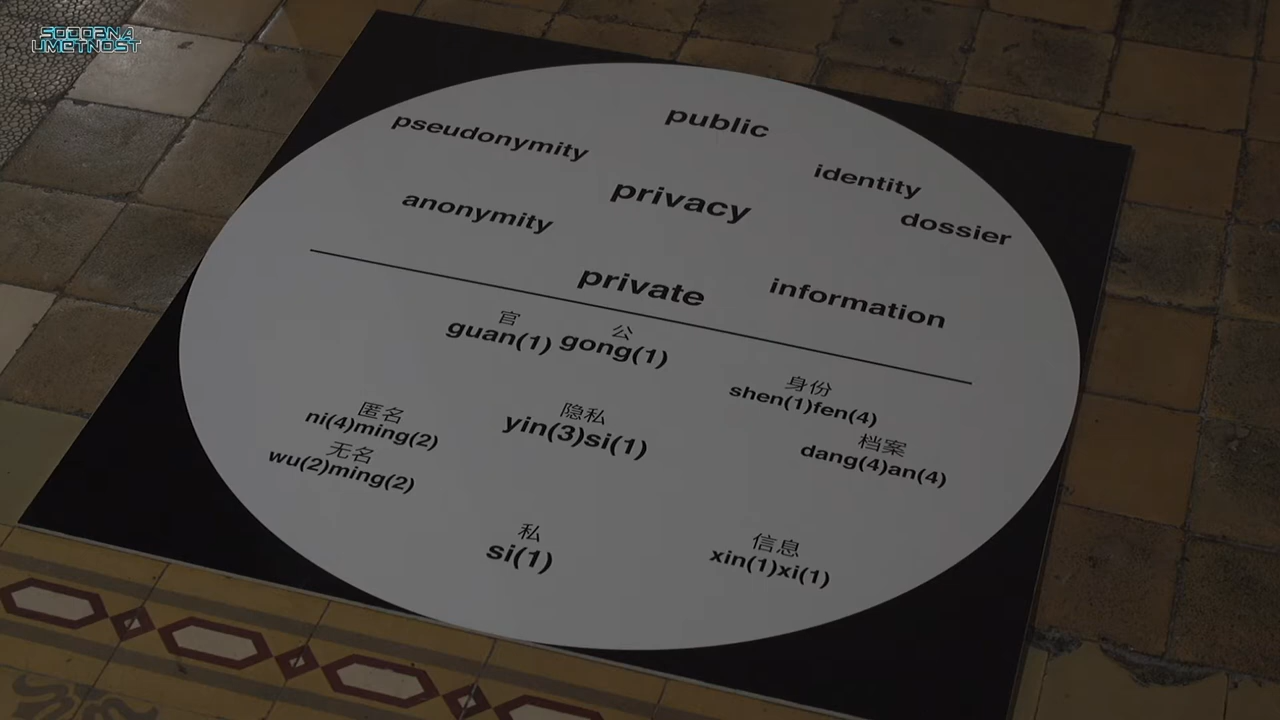 SODOBNA
UMETNOST
public
pseudonymity
identity
privacy
dossier
anonymity
private
information
官
guan(1)
公
gong(1)
身份
shen(1)fen(4)
匿名
ni(4)ming(2)
隐私
yin(3)si(1)
档案
dang(4)an(4)
无名
wu(2)ming(2)
私
si(1)
信息
xin(1)xi(1)